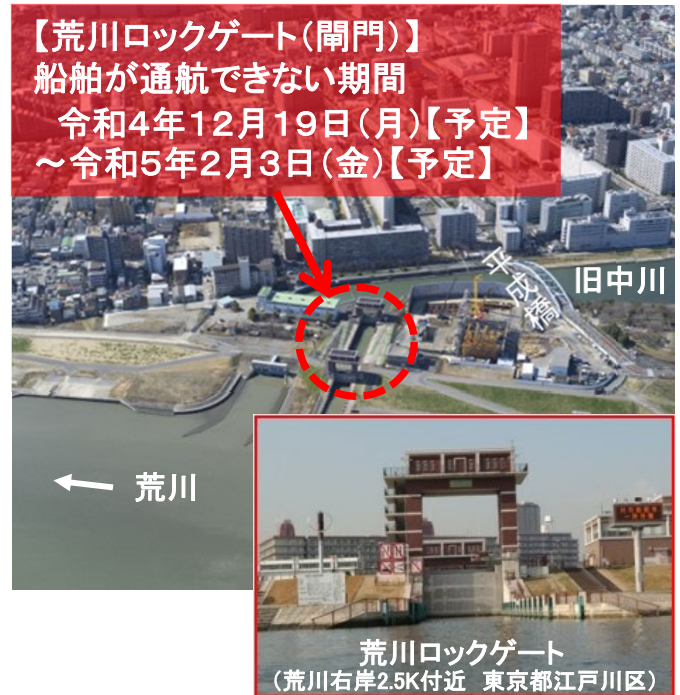 【荒川ロックゲート(閘門)】
船舶が通航できない期間
令和4年12月19日(月)【予定】
~令和5年2月3日(金)【予定】
平成橋
旧中川
荒川
荒川ロックゲート
(荒川右岸2.5K付近 東京都江戸川区)